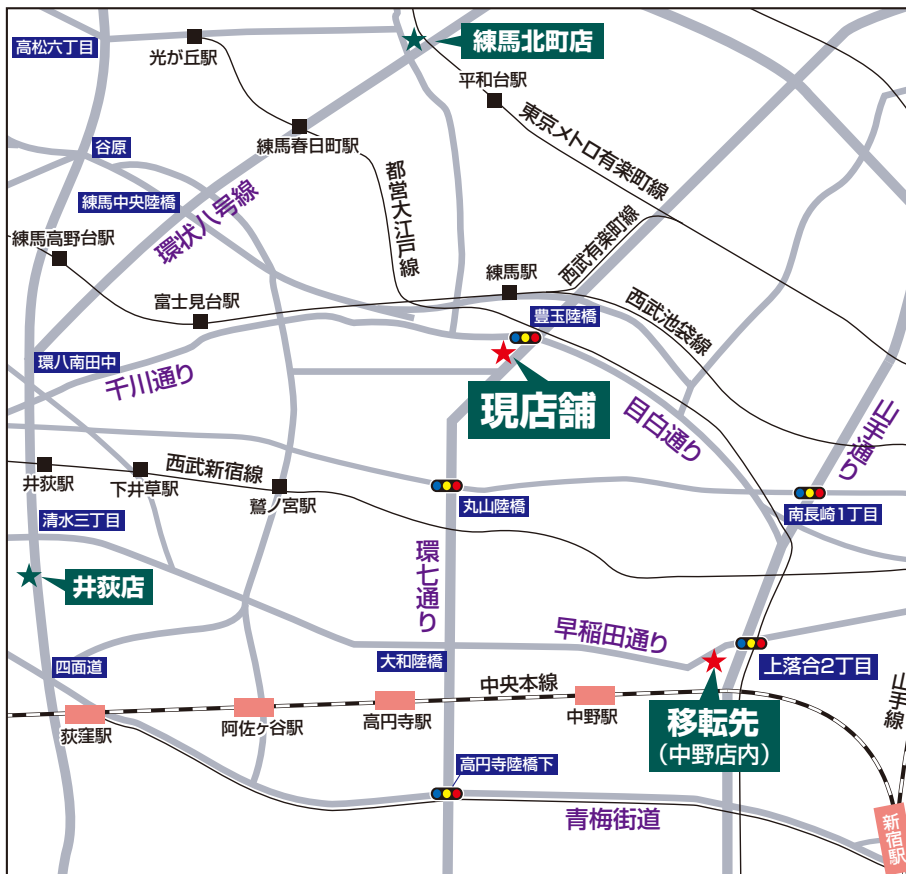 高松六丁目
光が丘駅
練馬北町店
平和台駅
練馬春日町駅
谷原
東京メトロ有楽町線
練馬中央陸橋
環状八号線
都営大江戸線
練馬高野台駅
練馬駅
西武有楽町線
富士見台駅
豊玉陸橋
西武池袋線
環八南田中
千川通り
現店舗
目白通り
山手通り
西武新宿線
井荻駅
下井草駅
鷺ノ宮駅
丸山陸橋
南長崎1丁目
清水三丁目
環七通り
井荻店
早稲田通り
四面道
大和陸橋
上落合2丁目
中央本線
山手線
荻窪駅
阿佐ヶ谷駅
高円寺駅
中野駅
移転先
(中野店内)
高円寺陸橋下
青梅街道
新宿駅